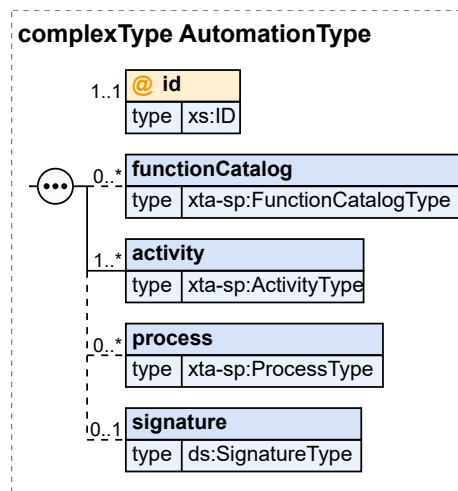 complexType AutomationType
1..1
@ id
type xs:ID
0..*
functionCatalog
type xta-sp:FunctionCatalogType
1..*
activity
type xta-sp:ActivityType
0..*
process
type xta-sp:ProcessType
0..1
signature
type ds:SignatureType